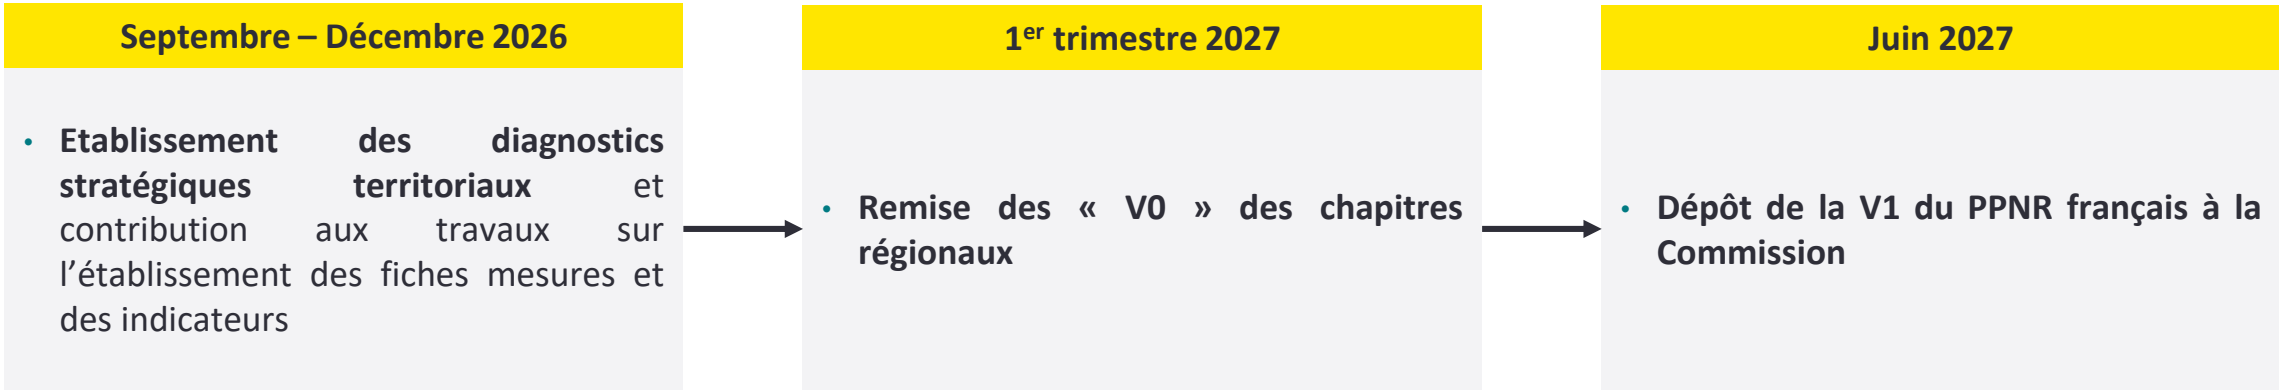 Septembre – Décembre 2026
• Etablissement des diagnostics
stratégiques territoriaux et
contribution aux travaux sur
l’établissement des fiches mesures et
des indicateurs
1er trimestre 2027
• Remise des « V0 » des chapitres
régionaux
Juin 2027
• Dépôt de la V1 du PPNR français à la
Commission